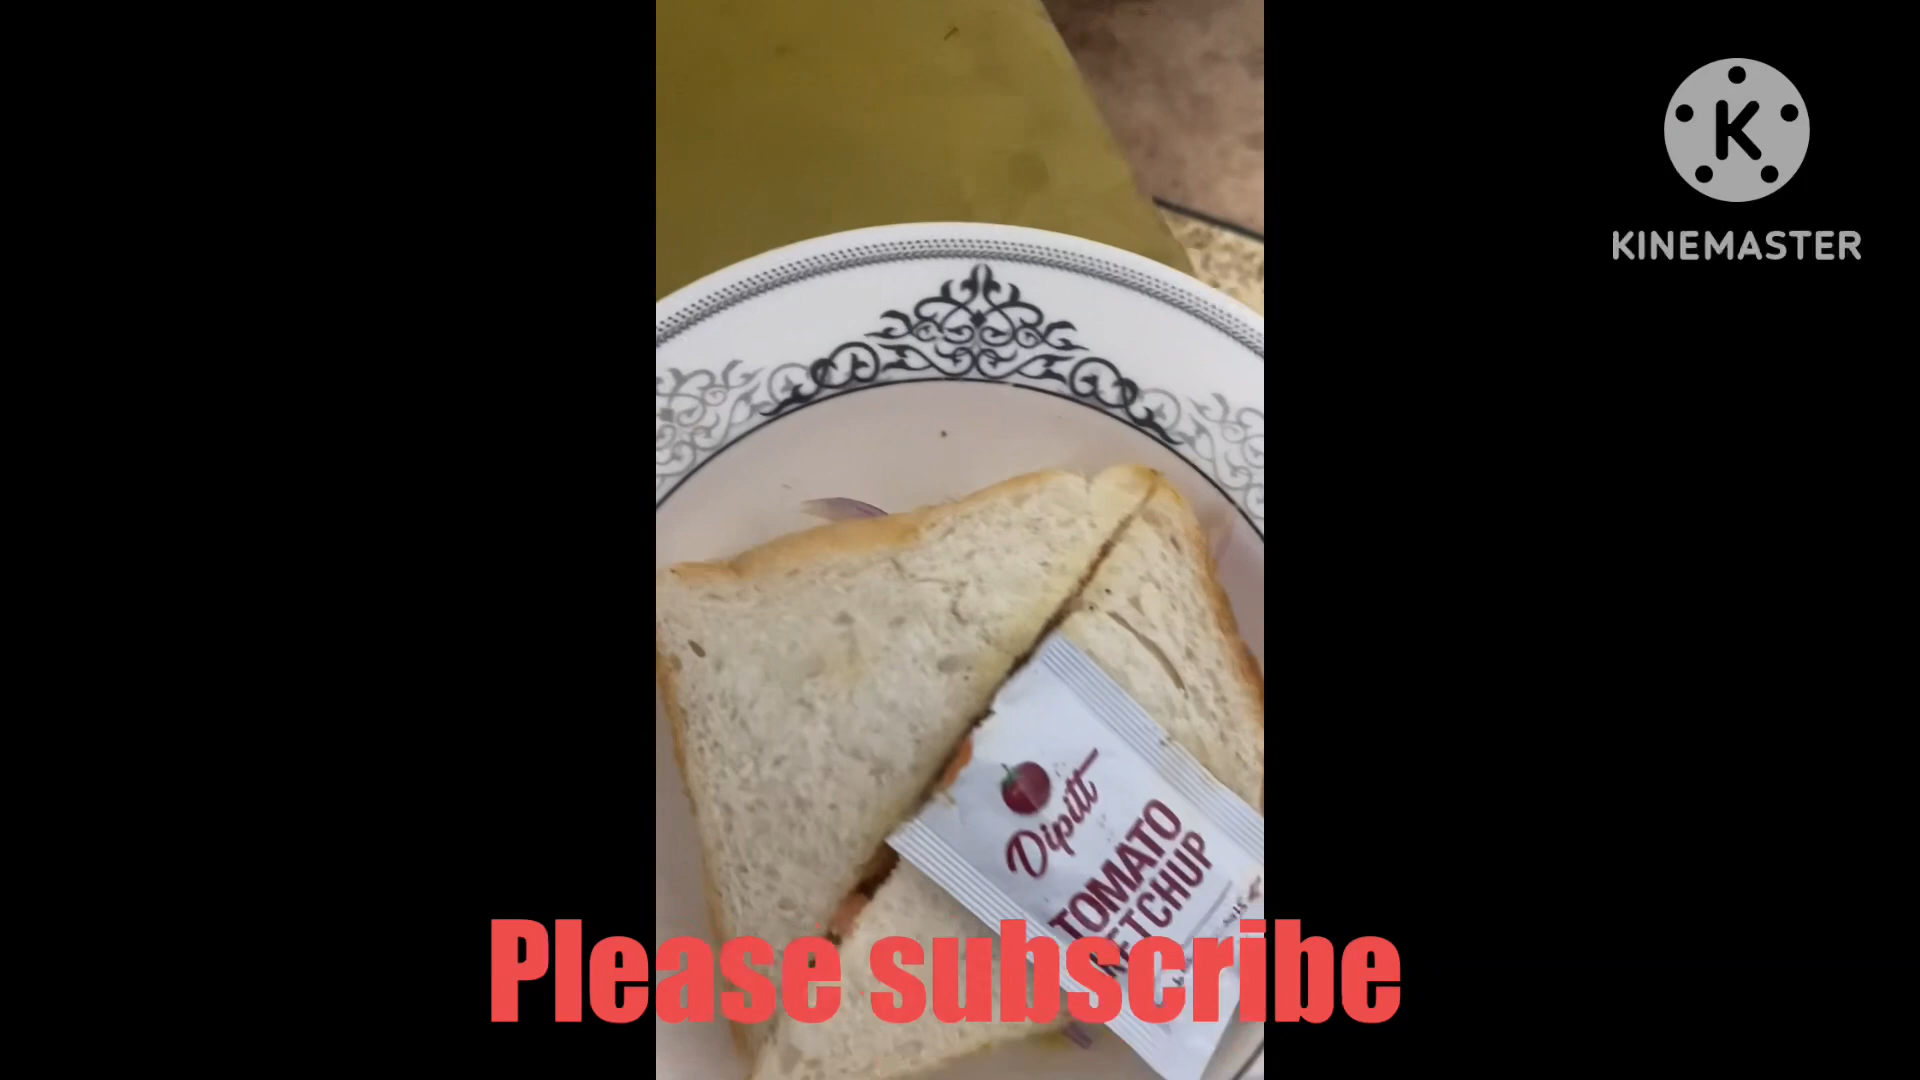 K
KINEMASTER
Dipitt
TOMATO
KETCHUP
Please subscribe